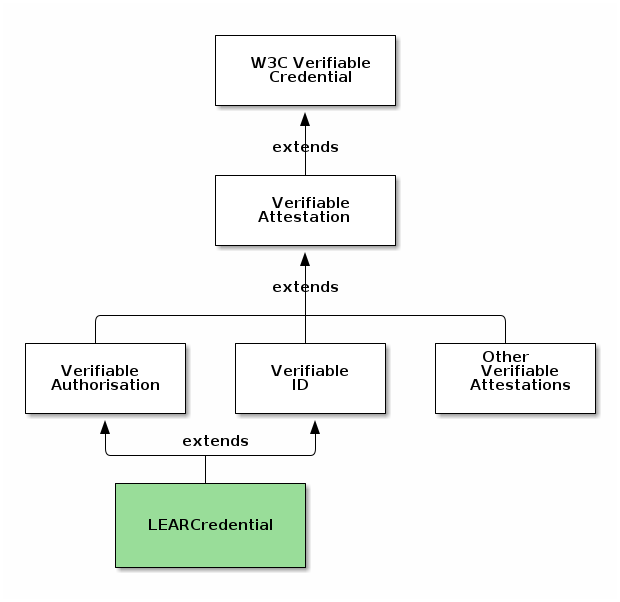 W3C Verifiable
Credential
extends
Verifiable
Attestation
extends
Verifiable
Authorisation
Verifiable
ID
Other
Verifiable
Attestations
extends
LEARCredential